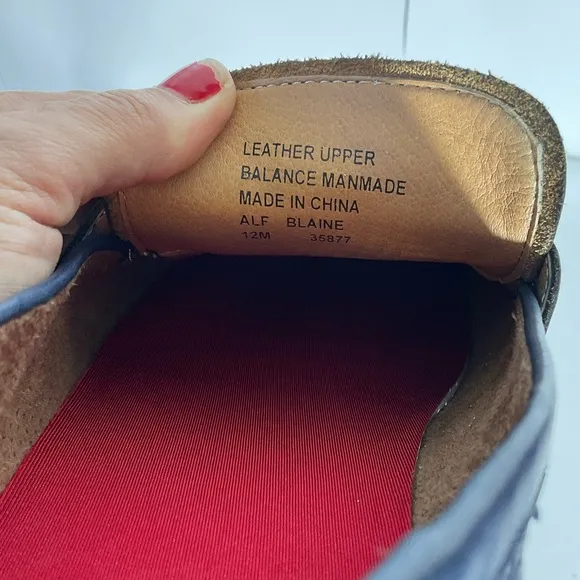 LEATHER UPPER
BALANCE MANMADE
MADE IN CHINA
ALF BLAINE
12M 35877